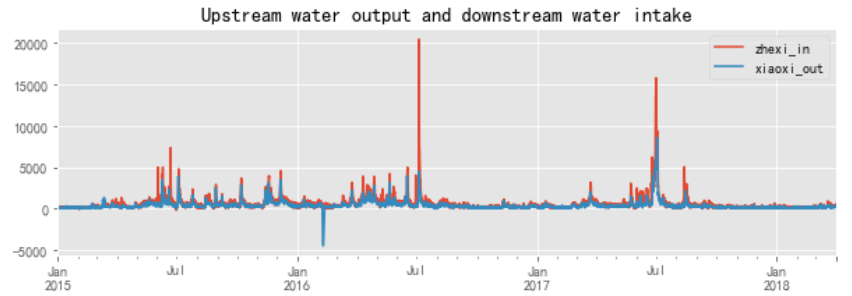 Upstream water output and downstream water intake
zhexi_in
xiaoxi_out
20000
15000
10000
5000
0
−5000
Jan
2015
Jul
Jan
2016
Jul
Jan
2017
Jul
Jan
2018